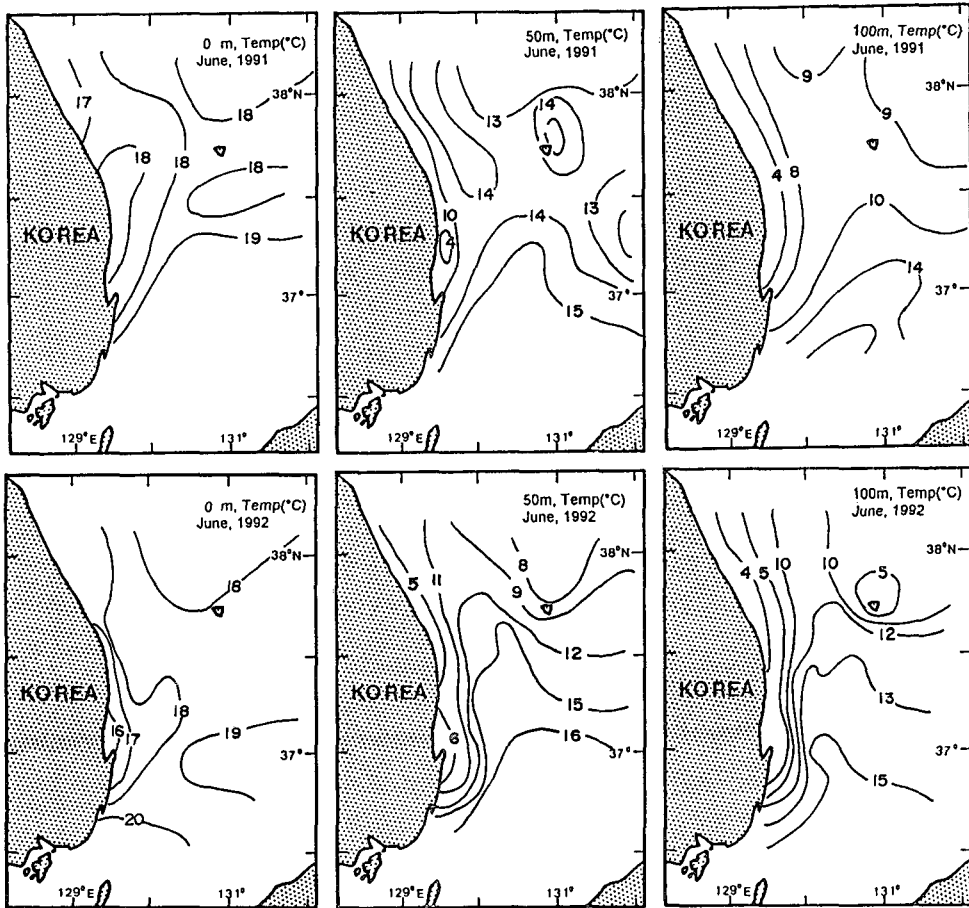 0 m, Temp(°C)
June, 1991
38°N
17
18
18
18
18
19
KOREA
37°
129°E
131°
50m, Temp(°C)
June, 1991
14
13
14
10
14
13
4
15
KOREA
129°E
131°
100m, Temp(°C)
June, 1991
9
38°N
9
4
8
10
KOREA
14
37°
129°E
131°
0 m, Temp(°C)
June, 1992
38°N
18
KOREA
18
16
17
19
37°
20
129°E
131°
50m, Temp(°C)
June, 1992
8
38°N
5
11
9
12
KOREA
15
6
16
37°
129°E
131°
100m, Temp(°C)
June, 1992
38°N
4
5
10
10
5
12
KOREA
13
37°
15
129°E
131°